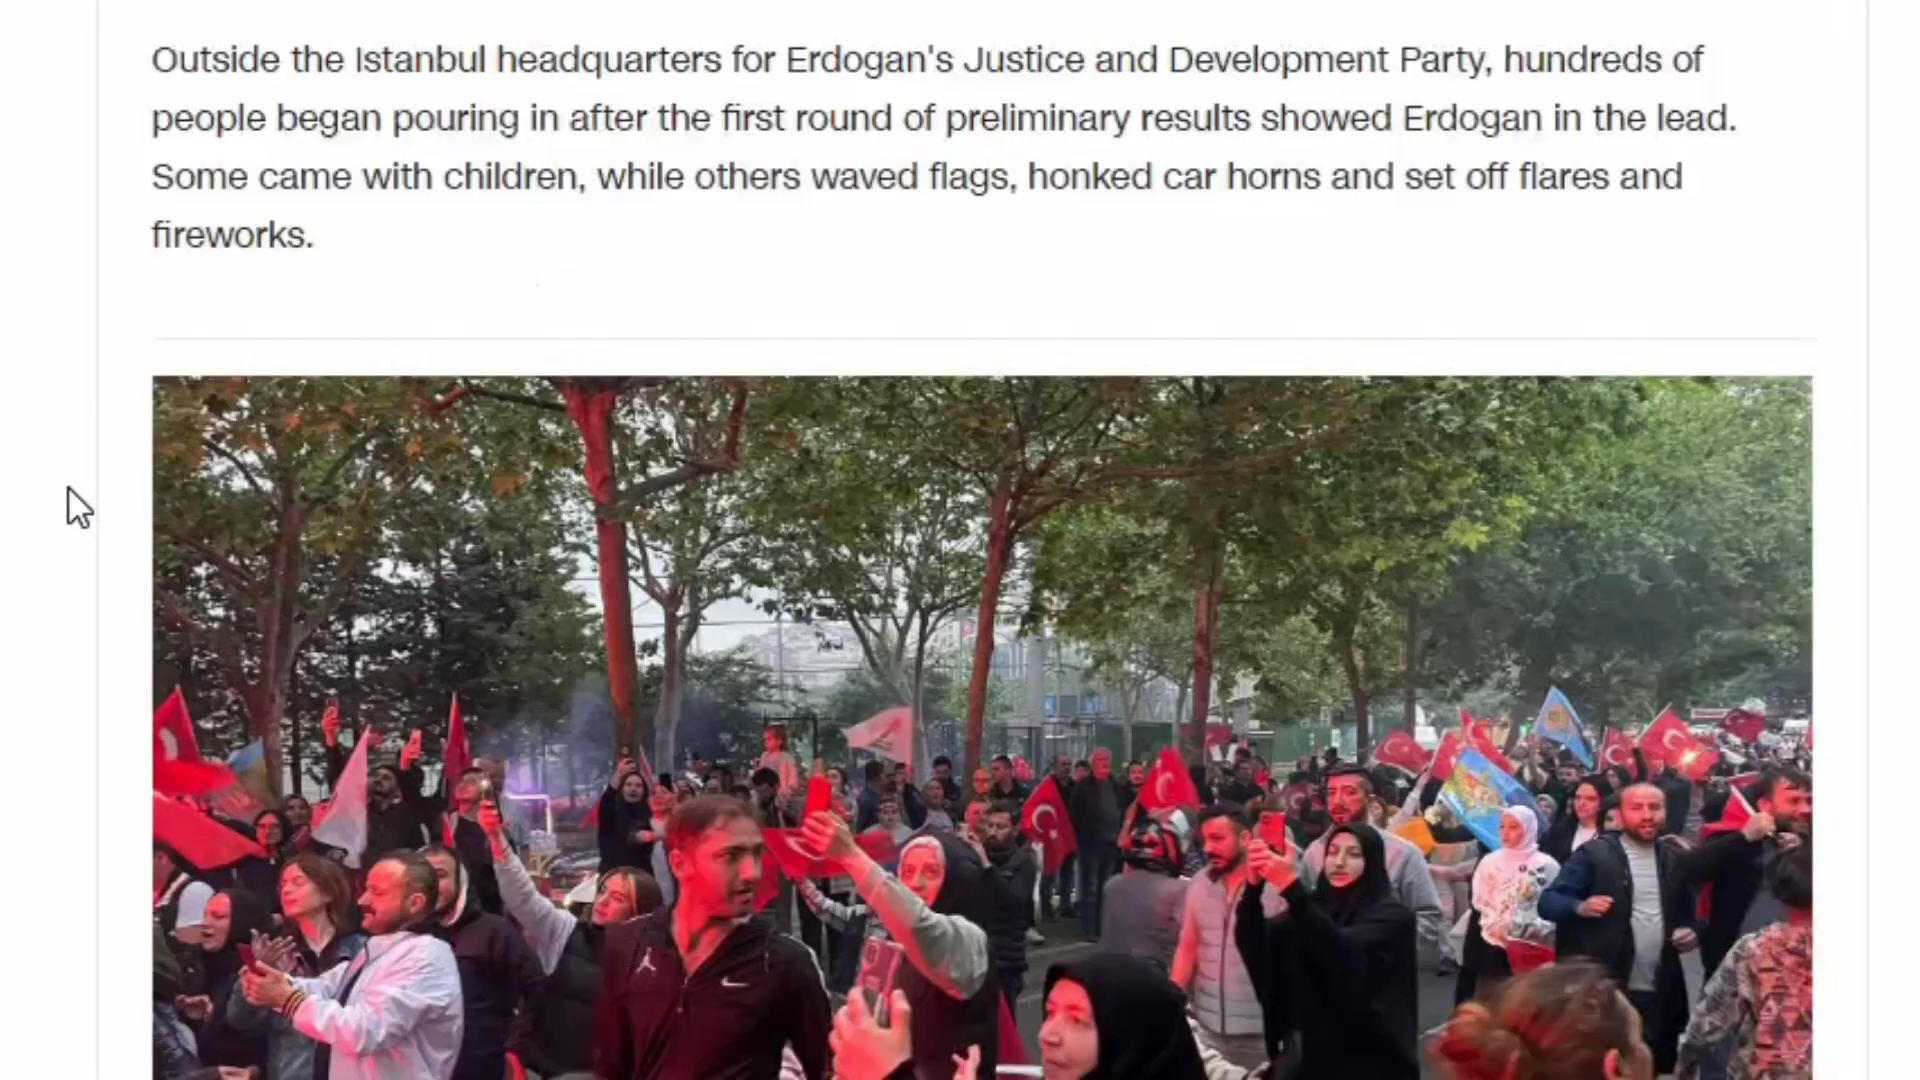 Outside the Istanbul headquarters for Erdogan's Justice and Development Party, hundreds of
people began pouring in after the first round of preliminary results showed Erdogan in the lead.
Some came with children, while others waved flags, honked car horns and set off flares and
fireworks.